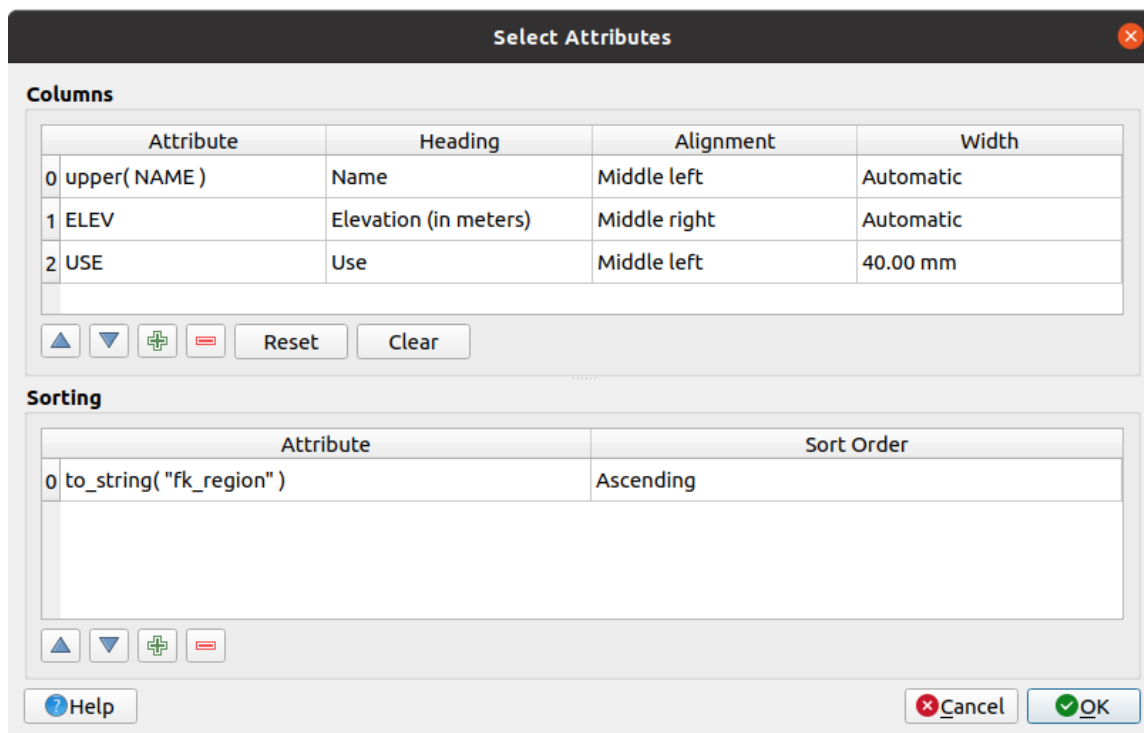 Select Attributes
Columns
Attribute Heading Alignment Width
0 upper( NAME ) Name Middle left Automatic
1 ELEV Elevation (in meters) Middle right Automatic
2 USE Use Middle left 40.00 mm
Reset Clear
Sorting
Attribute Sort Order
0 to_string( "fk_region" ) Ascending
Help Cancel OK